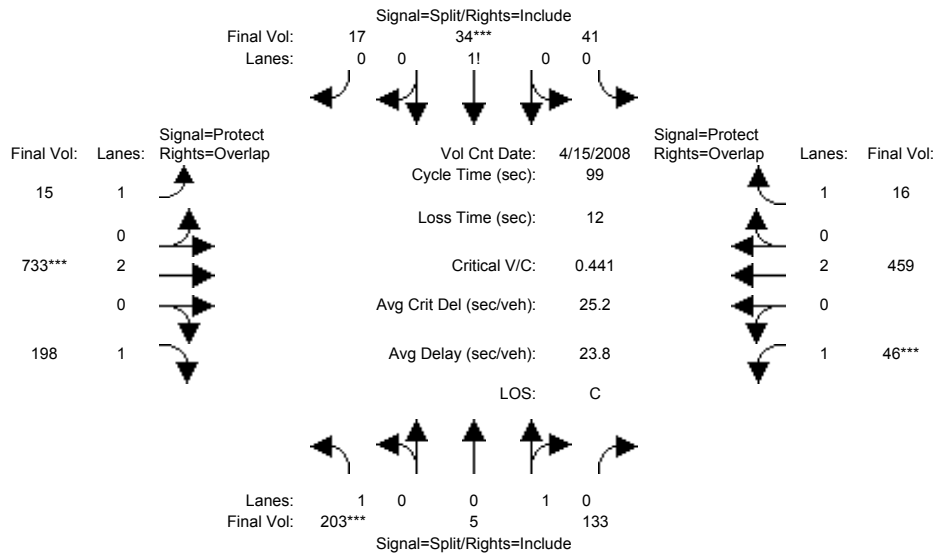 Signal=Split/Rights=Include
Final Vol: 17 34*** 41
Lanes: 0 0 1! 0 0
Signal=Protect Signal=Protect
Final Vol: Lanes: Rights=Overlap Vol Cnt Date: 4/15/2008 Rights=Overlap Lanes: Final Vol:
Cycle Time (sec): 99
15 1 1 16
Loss Time (sec): 12
0 0
733*** 2 Critical V/C: 0.441 2 459
0 Avg Crit Del (sec/veh): 25.2 0
198 1 Avg Delay (sec/veh): 23.8 1 46***
LOS: C
Lanes: 1 0 0 1 0
Final Vol: 203*** 5 133
Signal=Split/Rights=Include